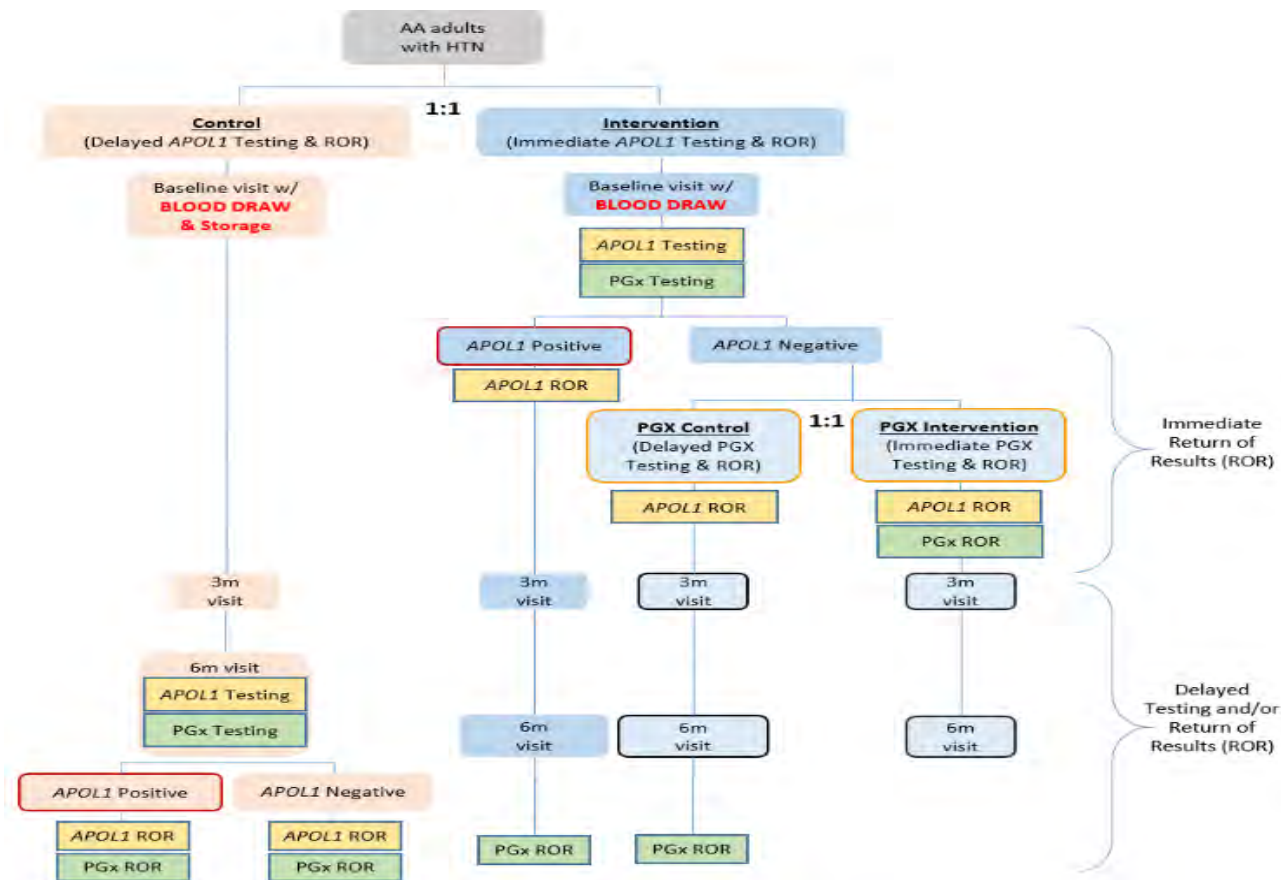 AA adults
with HTN
1:1
Control
(Delayed APOL1 Testing & ROR)
Intervention
(Immediate APOL1 Testing & ROR)
Baseline visit w/
BLOOD DRAW
& Storage
Baseline visit w/
BLOOD DRAW
APOL1 Testing
PGx Testing
APOL1 Positive
APOL1 Negative
APOL1 ROR
1:1
PGX Control
(Delayed PGX
Testing & ROR)
PGX Intervention
(Immediate PGX
Testing & ROR)
APOL1 ROR
APOL1 ROR
PGx ROR
Immediate
Return of
Results (ROR)
3m
visit
3m
visit
3m
visit
3m
visit
6m visit
APOL1 Testing
PGx Testing
6m
visit
6m
visit
6m
visit
Delayed
Testing and/or
Return of
Results (ROR)
APOL1 Positive
APOL1 Negative
APOL1 ROR
PGx ROR
APOL1 ROR
PGx ROR
PGx ROR
PGx ROR